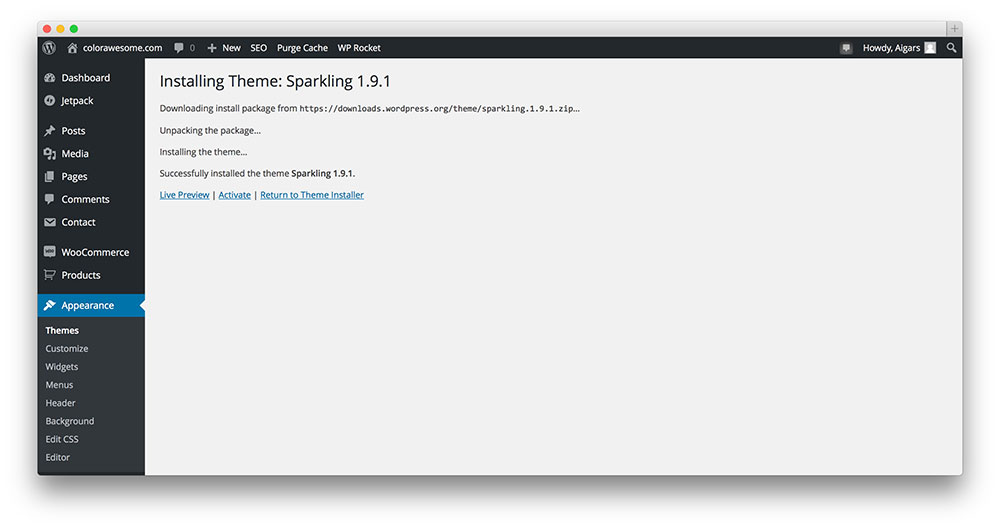 colorawesome.com 0 + New SEO Purge Cache WP Rocket Howdy, Aigars
Dashboard
Jetpack
Posts
Media
Pages
Comments
Contact
WooCommerce
Products
Appearance
Themes
Customize
Widgets
Menus
Header
Background
Edit CSS
Editor
Installing Theme: Sparkling 1.9.1
Downloading install package from https://downloads.wordpress.org/theme/sparkling.1.9.1.zip…
Unpacking the package…
Installing the theme…
Successfully installed the theme Sparkling 1.9.1.
Live Preview | Activate | Return to Theme Installer